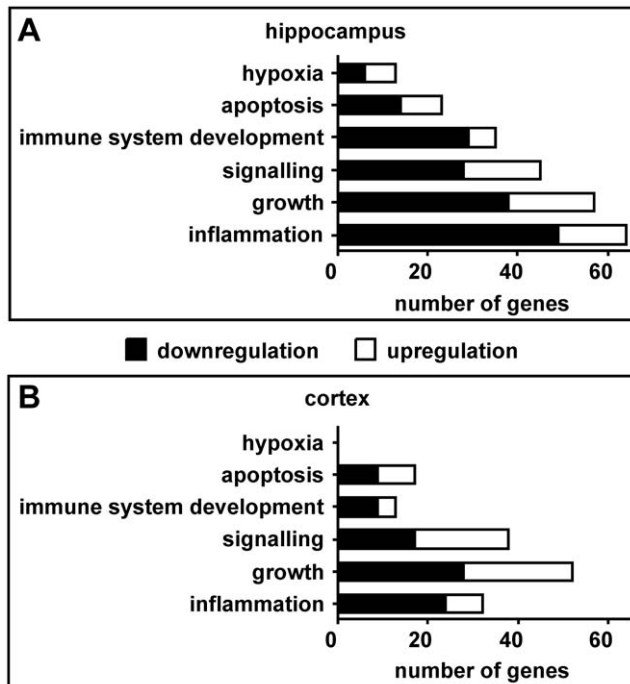 A
hippocampus
hypoxia
apoptosis
immune system development
signalling
growth
inflammation
0 20 40 60
number of genes
downregulation upregulation
B
cortex
hypoxia
apoptosis
immune system development
signalling
growth
inflammation
0 20 40 60
number of genes